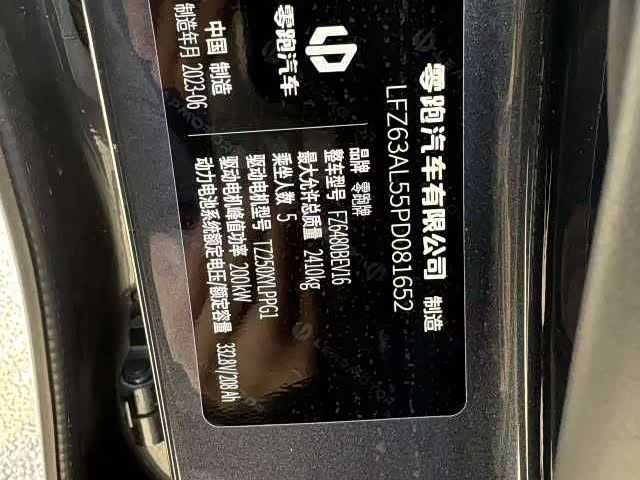 零跑汽车有限公司 制造
LFZ63AL55PD081652
零跑汽车
品牌 零跑牌
整车型号 FZ6480BEV16
最大允许总质量 2410kg
乘坐人数 5
驱动电机型号 TZ250XYLPPG1
驱动电机峰值功率 200kW
动力电池系统额定电压/额定容量 332.8V/208Ah
中国 制造
制造年月 2023-06